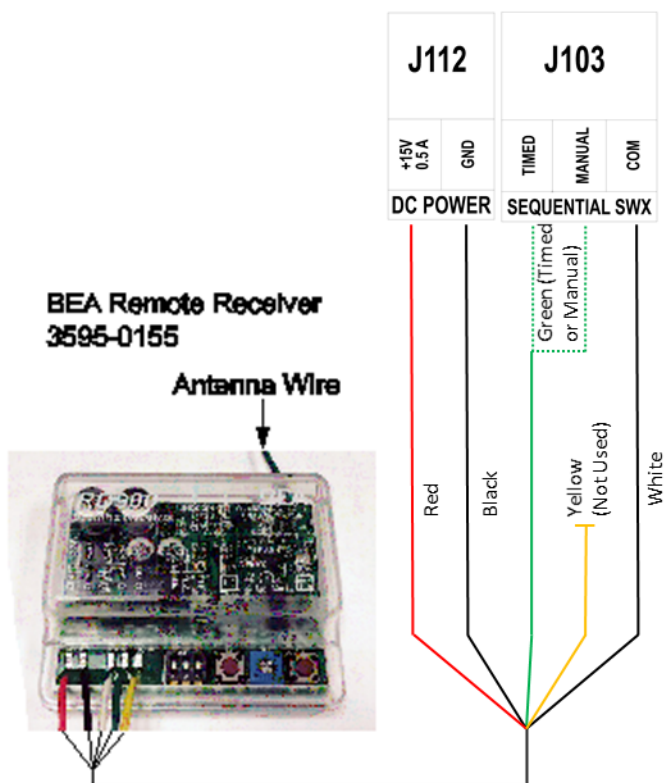 J112
J103
+15V
0.5 A
GND
TIMED
MANUAL
COM
DC POWER
SEQUENTIAL SWX
Green (Timed
or Manual)
BEA Remote Receiver
3595-0155
Antenna Wire
Red
Black
Yellow
(Not Used)
White